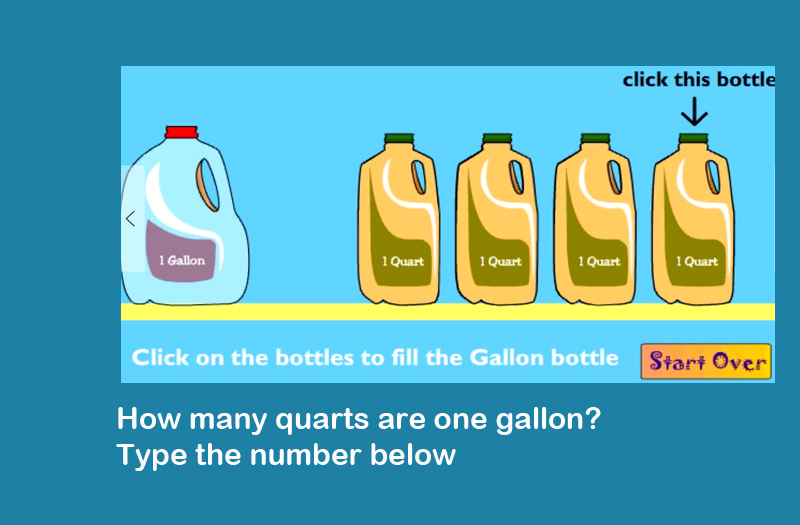 click this bottle
1 Gallon
1 Quart
1 Quart
1 Quart
1 Quart
Click on the bottles to fill the Gallon bottle
Start Over
How many quarts are one gallon?
Type the number below